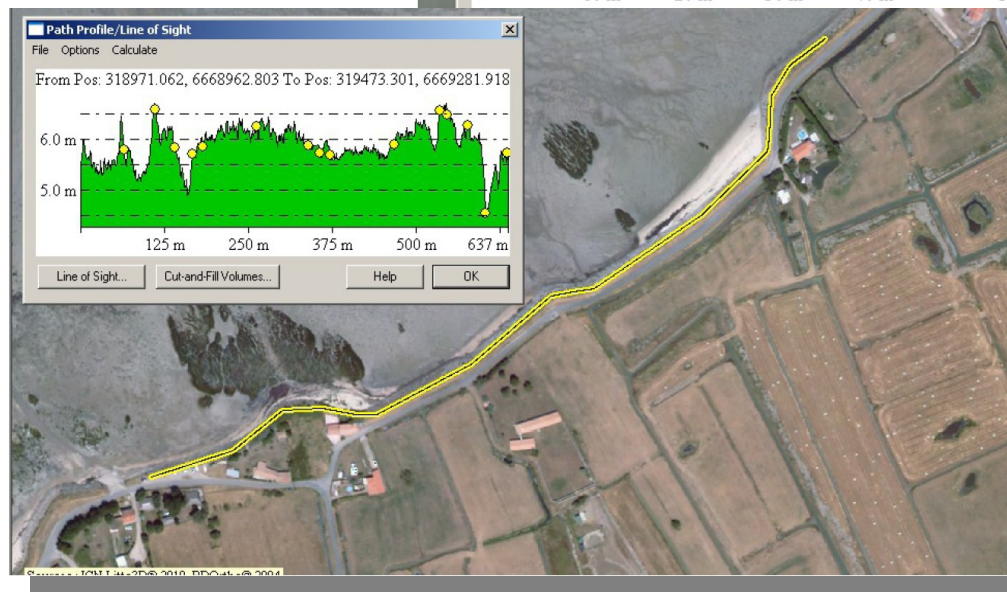 Path Profile/Line of Sight
File Options Calculate
From Pos: 318971.062, 6668962.803 To Pos: 319473.301, 6669281.918
6.0 m
5.0 m
125 m 250 m 375 m 500 m 637 m
Line of Sight... Cut-and-Fill Volumes... Help OK